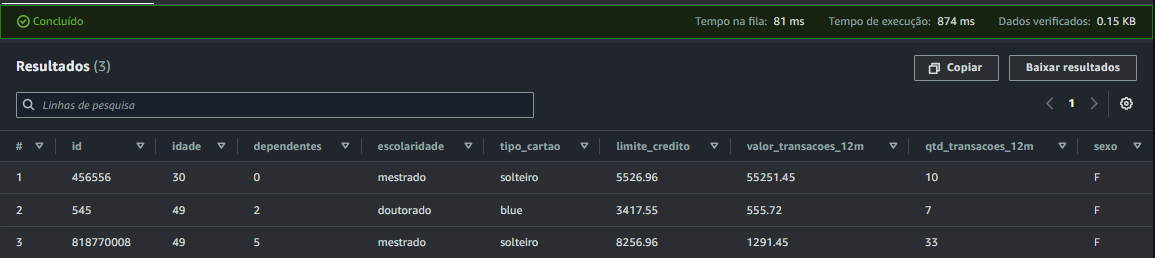 Concluído Tempo na fila: 81 ms Tempo de execução: 874 ms Dados verificados: 0.15 KB
Resultados (3) Copiar Baixar resultados
Linhas de pesquisa 1
# id idade dependentes escolaridade tipo_cartao limite_credito valor_transacoes_12m qtd_transacoes_12m sexo
1 456556 30 0 mestrado solteiro 5526.96 55251.45 10 F
2 545 49 2 doutorado blue 3417.55 555.72 7 F
3 818770008 49 5 mestrado solteiro 8256.96 1291.45 33 F